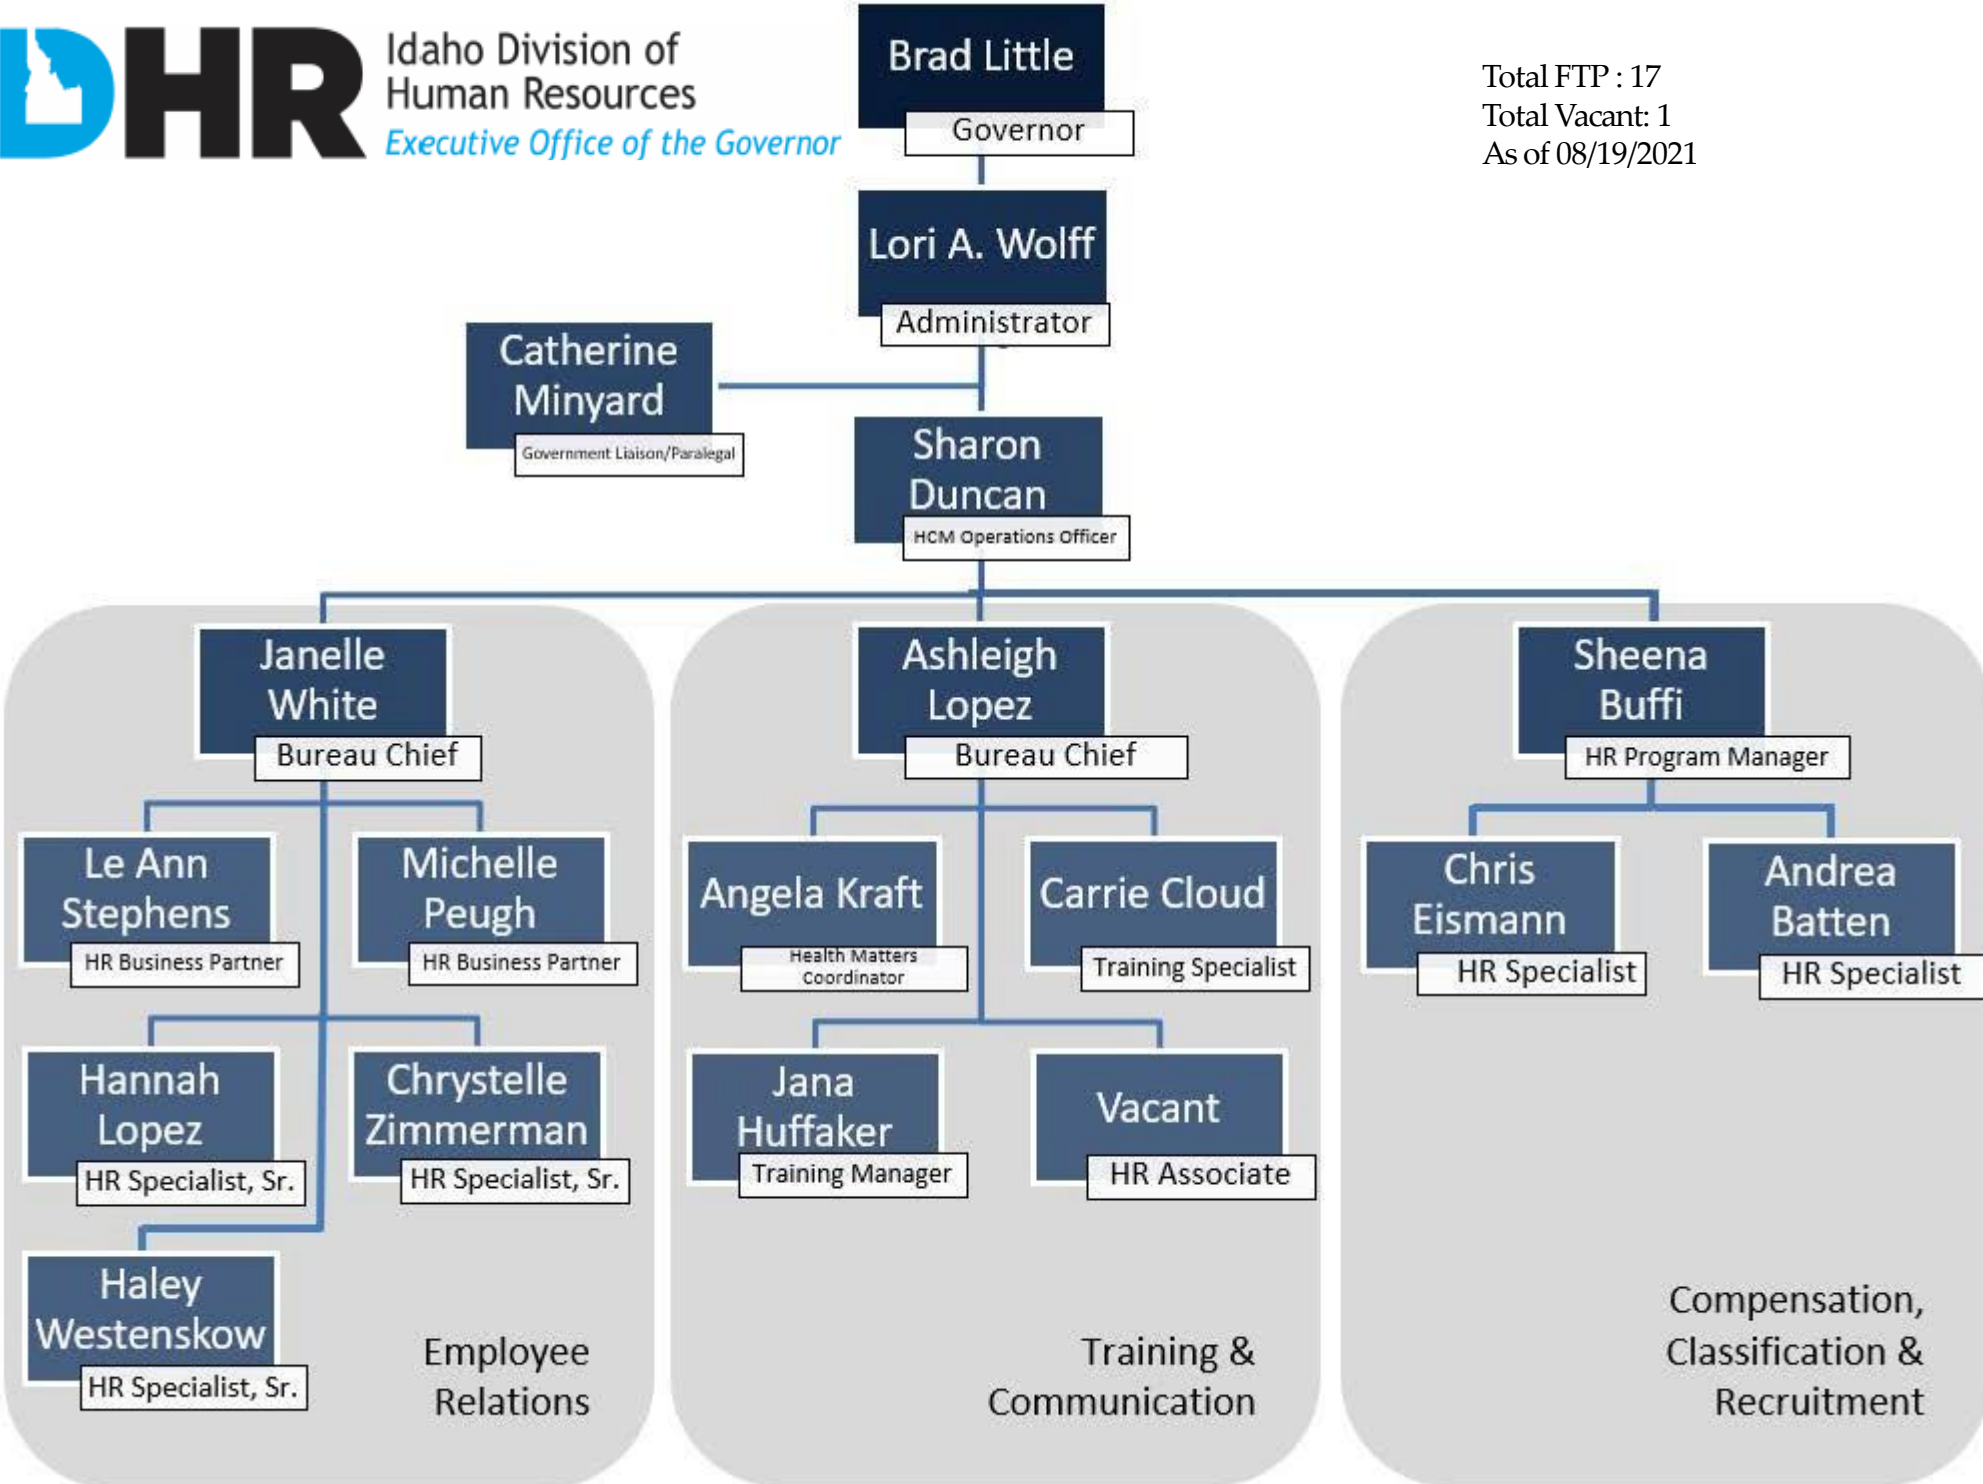 DHR
Idaho Division of
Human Resources
Executive Office of the Governor
Brad Little
Governor
Total FTP : 17
Total Vacant: 1
As of 08/19/2021
Lori A. Wolff
Administrator
Catherine
Minyard
Government Liaison/Paralegal
Sharon
Duncan
HCM Operations Officer
Janelle
White
Bureau Chief
Le Ann
Stephens
HR Business Partner
Michelle
Peugh
HR Business Partner
Hannah
Lopez
HR Specialist, Sr.
Chrystelle
Zimmerman
HR Specialist, Sr.
Haley
Westenskow
HR Specialist, Sr.
Employee
Relations
Ashleigh
Lopez
Bureau Chief
Angela Kraft
Health Matters
Coordinator
Carrie Cloud
Training Specialist
Jana
Huffaker
Training Manager
Vacant
HR Associate
Training &
Communication
Sheena
Buffi
HR Program Manager
Chris
Eismann
HR Specialist
Andrea
Batten
HR Specialist
Compensation,
Classification &
Recruitment